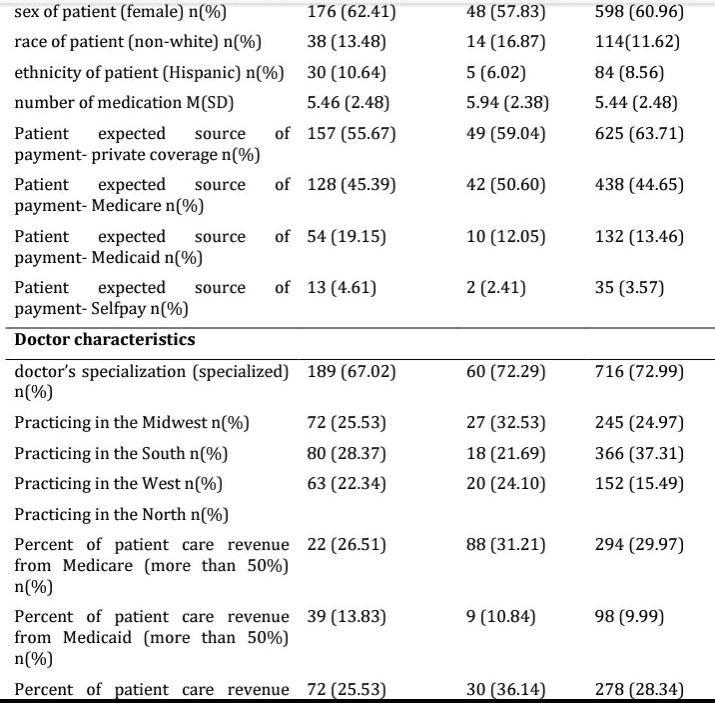 sex of patient (female) n(%) 176 (62.41) 48 (57.83) 598 (60.96)
race of patient (non-white) n(%) 38 (13.48) 14 (16.87) 114(11.62)
ethnicity of patient (Hispanic) n(%) 30 (10.64) 5 (6.02) 84 (8.56)
number of medication M(SD) 5.46 (2.48) 5.94 (2.38) 5.44 (2.48)
Patient expected source of 157 (55.67) 49 (59.04) 625 (63.71)
payment- private coverage n(%)
Patient expected source of 128 (45.39) 42 (50.60) 438 (44.65)
payment- Medicare n(%)
Patient expected source of 54 (19.15) 10 (12.05) 132 (13.46)
payment- Medicaid n(%)
Patient expected source of 13 (4.61) 2 (2.41) 35 (3.57)
payment- Selfpay n(%)
Doctor characteristics
doctor’s specialization (specialized) 189 (67.02) 60 (72.29) 716 (72.99)
n(%)
Practicing in the Midwest n(%) 72 (25.53) 27 (32.53) 245 (24.97)
Practicing in the South n(%) 80 (28.37) 18 (21.69) 366 (37.31)
Practicing in the West n(%) 63 (22.34) 20 (24.10) 152 (15.49)
Practicing in the North n(%)
Percent of patient care revenue 22 (26.51) 88 (31.21) 294 (29.97)
from Medicare (more than 50%)
n(%)
Percent of patient care revenue 39 (13.83) 9 (10.84) 98 (9.99)
from Medicaid (more than 50%)
n(%)
Percent of patient care revenue 72 (25.53) 30 (36.14) 278 (28.34)